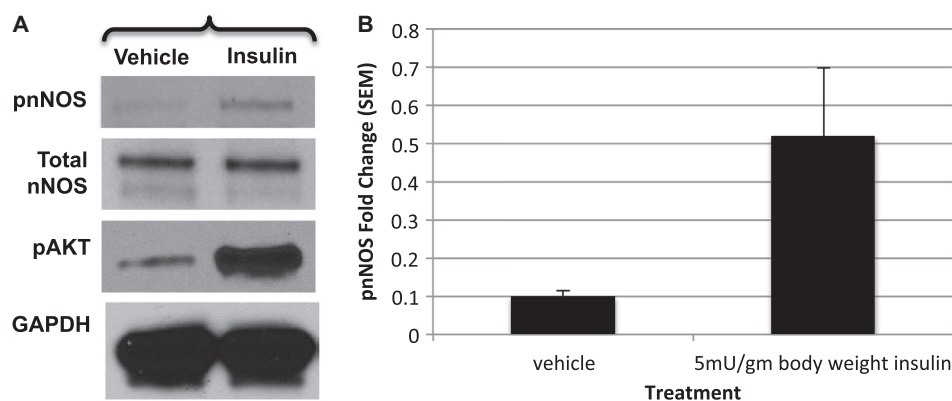 A
Vehicle Insulin
pnNOS
Total
nNOS
pAKT
GAPDH
B
pnNOS Fold Change (SEM)
0.8
0.7
0.6
0.5
0.4
0.3
0.2
0.1
0
vehicle 5mU/gm body weight insulin
Treatment